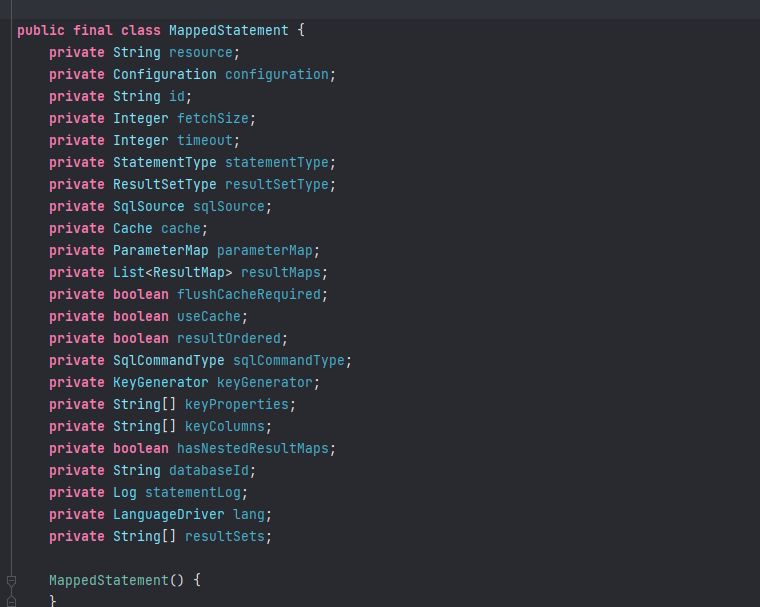 public final class MappedStatement {
    private String resource;
    private Configuration configuration;
    private String id;
    private Integer fetchSize;
    private Integer timeout;
    private StatementType statementType;
    private ResultSetType resultSetType;
    private SqlSource sqlSource;
    private Cache cache;
    private ParameterMap parameterMap;
    private List<ResultMap> resultMaps;
    private boolean flushCacheRequired;
    private boolean useCache;
    private boolean resultOrdered;
    private SqlCommandType sqlCommandType;
    private KeyGenerator keyGenerator;
    private String[] keyProperties;
    private String[] keyColumns;
    private boolean hasNestedResultMaps;
    private String databaseId;
    private Log statementLog;
    private LanguageDriver lang;
    private String[] resultSets;

    MappedStatement() {
    }